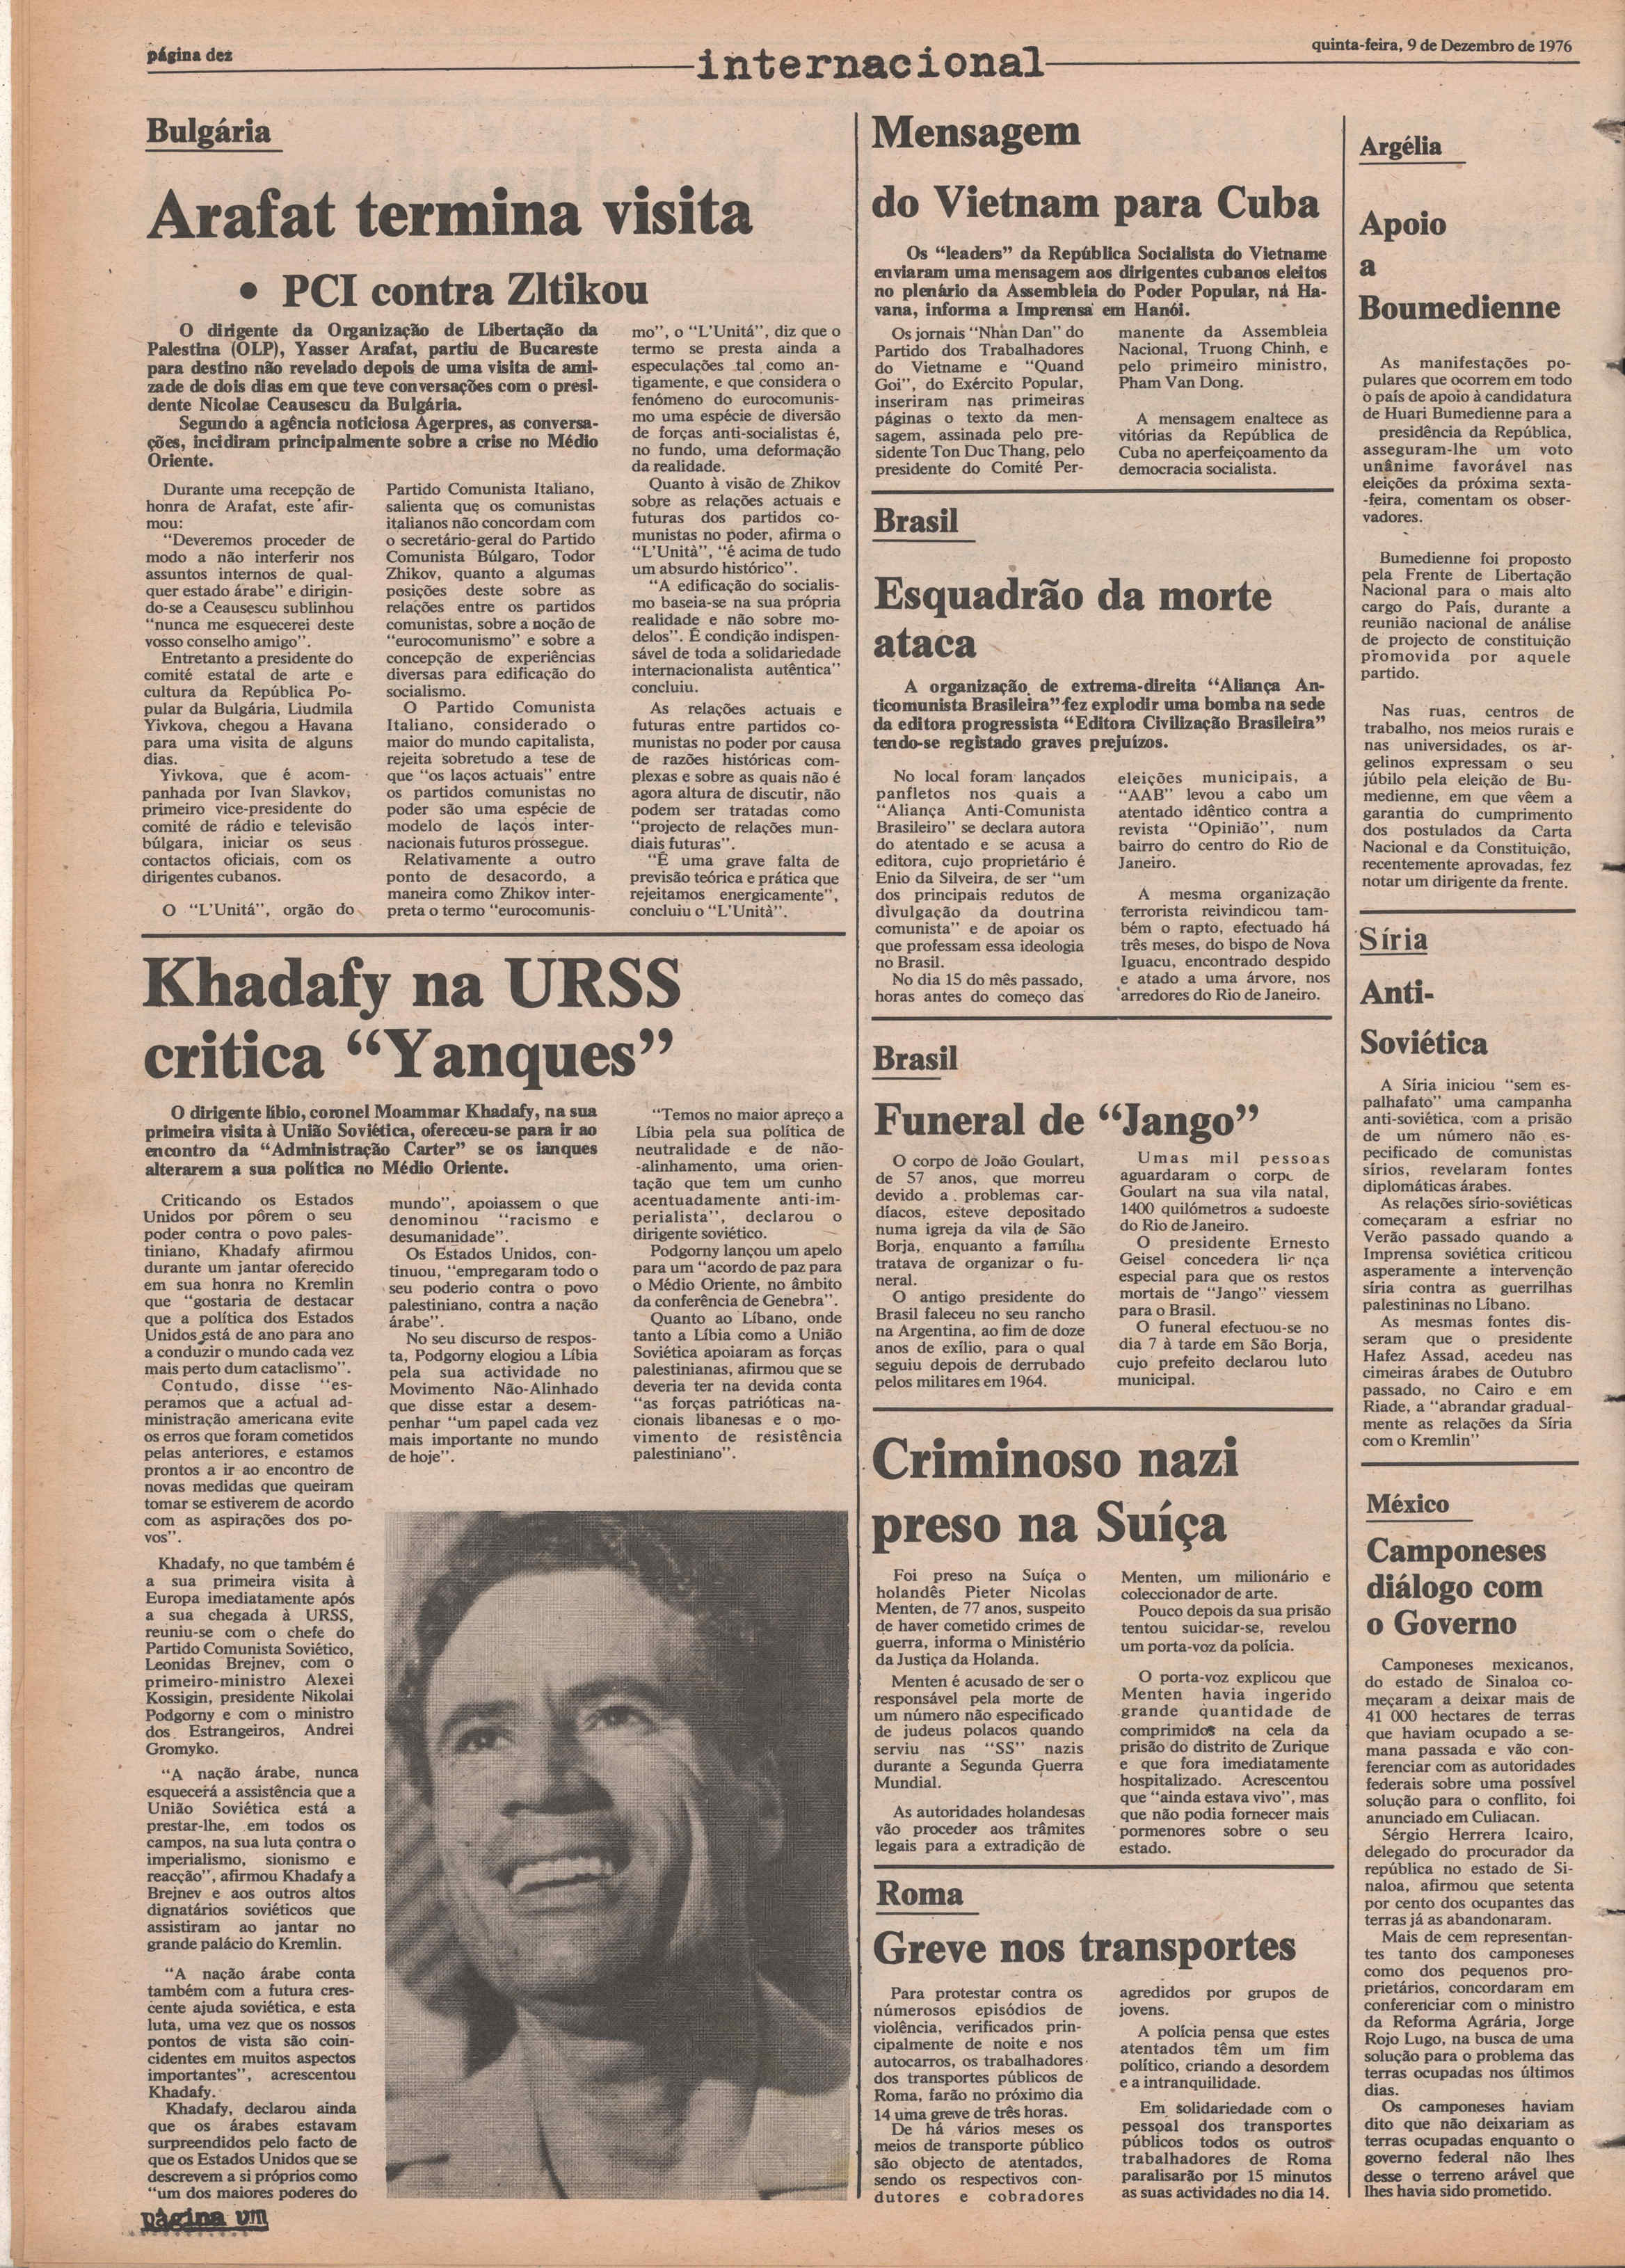 página dez
internacional
quinta-feira, 9 de Dezembro de 1976
Bulgária
Arafat termina visita
• PCI contra Zltikou
O dirigente da Organização de Libertação da
Palestina (OLP), Yasser Arafat, partiu de Bucareste
para destino não revelado depois de uma visita de ami-
zade de dois dias em que teve conversações com o presi-
dente Nicolae Ceausescu da Bulgária.
Segundo a agência noticiosa Agerpres, as conversa-
ções, incidiram principalmente sobre a crise no Médio
Oriente.
Durante uma recepção de
honra de Arafat, este afir-
mou:
"Deveremos proceder de
modo a não interferir nos
assuntos internos de qual-
quer estado árabe" e dirigin-
do-se a Ceausescu sublinhou
"nunca me esquecerei deste
vosso conselho amigo".
Entretanto a presidente do
comité estatal de arte e
cultura da República Po-
pular da Bulgária, Liudmila
Yivkova, chegou a Havana
para uma visita de alguns
dias.
Yivkova, que é acom-
panhada por Ivan Slavkov,
primeiro vice-presidente do
comité de rádio e televisão
búlgara, iniciar os seus
contactos oficiais, com os
dirigentes cubanos.
O "L'Unitá", orgão do
Partido Comunista Italiano,
salienta que os comunistas
italianos não concordam com
o secretário-geral do Partido
Comunista Búlgaro, Todor
Zhikov, quanto a algumas
posições deste sobre as
relações entre os partidos
comunistas, sobre a noção de
"eurocomunismo" e sobre a
concepção de experiências
diversas para edificação do
socialismo.
O Partido Comunista
Italiano, considerado o
maior do mundo capitalista,
rejeita sobretudo a tese de
que "os laços actuais" entre
os partidos comunistas no
poder são uma espécie de
modelo de laços inter-
nacionais futuros prossegue.
Relativamente a outro
ponto de desacordo, a
maneira como Zhikov inter-
preta o termo "eurocomunis-
mo", o "L'Unitá", diz que o
termo se presta ainda a
especulações tal como an-
tigamente, e que considera o
fenómeno do eurocomunis-
mo uma espécie de diversão
de forças anti-socialistas é,
no fundo, uma deformação
da realidade.
Quanto à visão de Zhikov
sobre as relações actuais e
futuras dos partidos co-
munistas no poder, afirma o
"L'Unità", "é acima de tudo
um absurdo histórico".
"A edificação do socialis-
mo baseia-se na sua própria
realidade e não sobre mo-
delos". É condição indispen-
sável de toda a solidariedade
internacionalista autêntica"
concluiu.
As relações actuais e
futuras entre partidos co-
munistas no poder por causa
de razões históricas com-
plexas e sobre as quais não é
agora altura de discutir, não
podem ser tratadas como
"projecto de relações mun-
diais futuras".
"É uma grave falta de
previsão teórica e prática que
rejeitamos energicamente",
concluiu o "L'Unità".
Khadafy na URSS
critica "Yanques"
O dirigente líbio, coronel Moammar Khadafy, na sua
primeira visita à União Soviética, ofereceu-se para ir ao
encontro da "Administração Carter" se os ianques
alterarem a sua política no Médio Oriente.
Criticando os Estados
Unidos por pôrem o seu
poder contra o povo pales-
tiniano, Khadafy afirmou
durante um jantar oferecido
em sua honra no Kremlin
que "gostaria de destacar
que a política dos Estados
Unidos está de ano para ano
a conduzir o mundo cada vez
mais perto dum cataclismo".
Contudo, disse "es-
peramos que a actual ad-
ministração americana evite
os erros que foram cometidos
pelas anteriores, e estamos
prontos a ir ao encontro de
novas medidas que queiram
tomar se estiverem de acordo
com as aspirações dos po-
vos".
Khadafy, no que também é
a sua primeira visita à
Europa imediatamente após
a sua chegada à URSS,
reuniu-se com o chefe do
Partido Comunista Soviético,
Leonidas Brejnev, com o
primeiro-ministro Alexei
Kossigin, presidente Nikolai
Podgorny e com o ministro
dos Estrangeiros, Andrei
Gromyko.
"A nação árabe, nunca
esquecerá a assistência que a
União Soviética está a
prestar-lhe, em todos os
campos, na sua luta contra o
imperialismo, sionismo e
reacção", afirmou Khadafy a
Brejnev e aos outros altos
dignatários soviéticos que
assistiram ao jantar no
grande palácio do Kremlin.
"A nação árabe conta
também com a futura cres-
cente ajuda soviética, e esta
luta, uma vez que os nossos
pontos de vista são coin-
cidentes em muitos aspectos
importantes", acrescentou
Khadafy.
Khadafy, declarou ainda
que os árabes estavam
surpreendidos pelo facto de
que os Estados Unidos que se
descrevem a si próprios como
"um dos maiores poderes do
mundo", apoiassem o que
denominou "racismo e
desumanidade".
Os Estados Unidos, con-
tinuou, "empregaram todo o
seu poderio contra o povo
palestiniano, contra a nação
árabe".
No seu discurso de respos-
ta, Podgorny elogiou a Líbia
pela sua actividade no
Movimento Não-Alinhado
que disse estar a desem-
penhar "um papel cada vez
mais importante no mundo
de hoje".
"Temos no maior apreço a
Líbia pela sua política de
neutralidade e de não-
-alinhamento, uma orien-
tação que tem um cunho
acentuadamente anti-im-
perialista", declarou o
dirigente soviético.
Podgorny lançou um apelo
para um "acordo de paz para
o Médio Oriente, no âmbito
da conferência de Genebra".
Quanto ao Líbano, onde
tanto a Líbia como a União
Soviética apoiaram as forças
palestinianas, afirmou que se
deveria ter na devida conta
"as forças patrióticas na-
cionais libanesas e o mo-
vimento de resistência
palestiniano".
página um
Mensagem
do Vietnam para Cuba
Os "leaders" da República Socialista do Vietname
enviaram uma mensagem aos dirigentes cubanos eleitos
no plenário da Assembleia do Poder Popular, ná Ha-
vana, informa a Imprensa em Hanói.
Os jornais "Nhàn Dan" do
Partido dos Trabalhadores
do Vietname e "Quand
Goi", do Exército Popular,
inseriram nas primeiras
páginas o texto da men-
sagem, assinada pelo pre-
sidente Ton Duc Thang, pelo
presidente do Comité Per-
manente da Assembleia
Nacional, Truong Chinh, e
pelo primeiro ministro,
Pham Van Dong.
A mensagem enaltece as
vitórias da República de
Cuba no aperfeiçoamento da
democracia socialista.
Brasil
Esquadrão da morte
ataca
A organização de extrema-direita "Aliança An-
ticomunista Brasileira" fez explodir uma bomba na sede
da editora progressista "Editora Civilização Brasileira"
tendo-se registado graves prejuízos.
No local foram lançados
panfletos nos quais a
"Aliança Anti-Comunista
Brasileiro" se declara autora
do atentado e se acusa a
editora, cujo proprietário é
Enio da Silveira, de ser "um
dos principais redutos de
divulgação da doutrina
comunista" e de apoiar os
que professam essa ideologia
no Brasil.
No dia 15 do mês passado,
horas antes do começo das
eleições municipais, a
"AAB" levou a cabo um
atentado idêntico contra a
revista "Opinião", num
bairro do centro do Rio de
Janeiro.
A mesma organização
terrorista reivindicou tam-
bém o rapto, efectuado há
três meses, do bispo de Nova
Iguacu, encontrado despido
e atado a uma árvore, nos
arredores do Rio de Janeiro.
Brasil
Funeral de "Jango"
O corpo de João Goulart,
de 57 anos, que morreu
devido a problemas car-
díacos, esteve depositado
numa igreja da vila de São
Borja, enquanto a família
tratava de organizar o fu-
neral.
O antigo presidente do
Brasil faleceu no seu rancho
na Argentina, ao fim de doze
anos de exílio, para o qual
seguiu depois de derrubado
pelos militares em 1964.
Umas mil pessoas
aguardaram o corpo de
Goulart na sua vila natal,
1400 quilómetros a sudoeste
do Rio de Janeiro.
O presidente Ernesto
Geisel concedera licença
especial para que os restos
mortais de "Jango" viessem
para o Brasil.
O funeral efectuou-se no
dia 7 à tarde em São Borja,
cujo prefeito declarou luto
municipal.
Criminoso nazi
preso na Suíça
Foi preso na Suíça o
holandês Pieter Nicolas
Menten, de 77 anos, suspeito
de haver cometido crimes de
guerra, informa o Ministério
da Justiça da Holanda.
Menten é acusado de ser o
responsável pela morte de
um número não especificado
de judeus polacos quando
serviu nas "SS" nazis
durante a Segunda Guerra
Mundial.
As autoridades holandesas
vão proceder aos trâmites
legais para a extradição de
Menten, um milionário e
coleccionador de arte.
Pouco depois da sua prisão
tentou suicidar-se, revelou
um porta-voz da polícia.
O porta-voz explicou que
Menten havia ingerido
grande quantidade de
comprimidos na cela da
prisão do distrito de Zurique
e que fora imediatamente
hospitalizado. Acrescentou
que "ainda estava vivo", mas
que não podia fornecer mais
pormenores sobre o seu
estado.
Roma
Greve nos transportes
Para protestar contra os
númerosos episódios de
violência, verificados prin-
cipalmente de noite e nos
autocarros, os trabalhadores
dos transportes públicos de
Roma, farão no próximo dia
14 uma greve de três horas.
De há vários meses os
meios de transporte público
são objecto de atentados,
sendo os respectivos con-
dutores e cobradores
agredidos por grupos de
jovens.
A polícia pensa que estes
atentados têm um fim
político, criando a desordem
e a intranquilidade.
Em solidariedade com o
pessoal dos transportes
públicos todos os outros
trabalhadores de Roma
paralisarão por 15 minutos
as suas actividades no dia 14.
Argélia
Apoio
a
Boumedienne
As manifestações po-
pulares que ocorrem em todo
o país de apoio à candidatura
de Huari Bumedienne para a
presidência da República,
asseguram-lhe um voto
unânime favorável nas
eleições da próxima sexta-
-feira, comentam os obser-
vadores.
Bumedienne foi proposto
pela Frente de Libertação
Nacional para o mais alto
cargo do País, durante a
reunião nacional de análise
de projecto de constituição
promovida por aquele
partido.
Nas ruas, centros de
trabalho, nos meios rurais e
nas universidades, os ar-
gelinos expressam o seu
júbilo pela eleição de Bu-
medienne, em que vêem a
garantia do cumprimento
dos postulados da Carta
Nacional e da Constituição,
recentemente aprovadas, fez
notar um dirigente da frente.
Síria
Anti-
Soviética
A Síria iniciou "sem es-
palhafato" uma campanha
anti-soviética, com a prisão
de um número não es-
pecificado de comunistas
sírios, revelaram fontes
diplomáticas árabes.
As relações sírio-soviéticas
começaram a esfriar no
Verão passado quando a
Imprensa soviética criticou
asperamente a intervenção
síria contra as guerrilhas
palestininas no Líbano.
As mesmas fontes dis-
seram que o presidente
Hafez Assad, acedeu nas
cimeiras árabes de Outubro
passado, no Cairo e em
Riade, a "abrandar gradual-
mente as relações da Síria
com o Kremlin"
México
Camponeses
diálogo com
o Governo
Camponeses mexicanos,
do estado de Sinaloa co-
meçaram a deixar mais de
41 000 hectares de terras
que haviam ocupado a se-
mana passada e vão con-
ferenciar com as autoridades
federais sobre uma possível
solução para o conflito, foi
anunciado em Culiacan.
Sérgio Herrera Icairo,
delegado do procurador da
república no estado de Si-
naloa, afirmou que setenta
por cento dos ocupantes das
terras já as abandonaram.
Mais de cem representan-
tes tanto dos camponeses
como dos pequenos pro-
prietários, concordaram em
conferenciar com o ministro
da Reforma Agrária, Jorge
Rojo Lugo, na busca de uma
solução para o problema das
terras ocupadas nos últimos
dias.
Os camponeses haviam
dito que não deixariam as
terras ocupadas enquanto o
governo federal não lhes
desse o terreno arável que
lhes havia sido prometido.